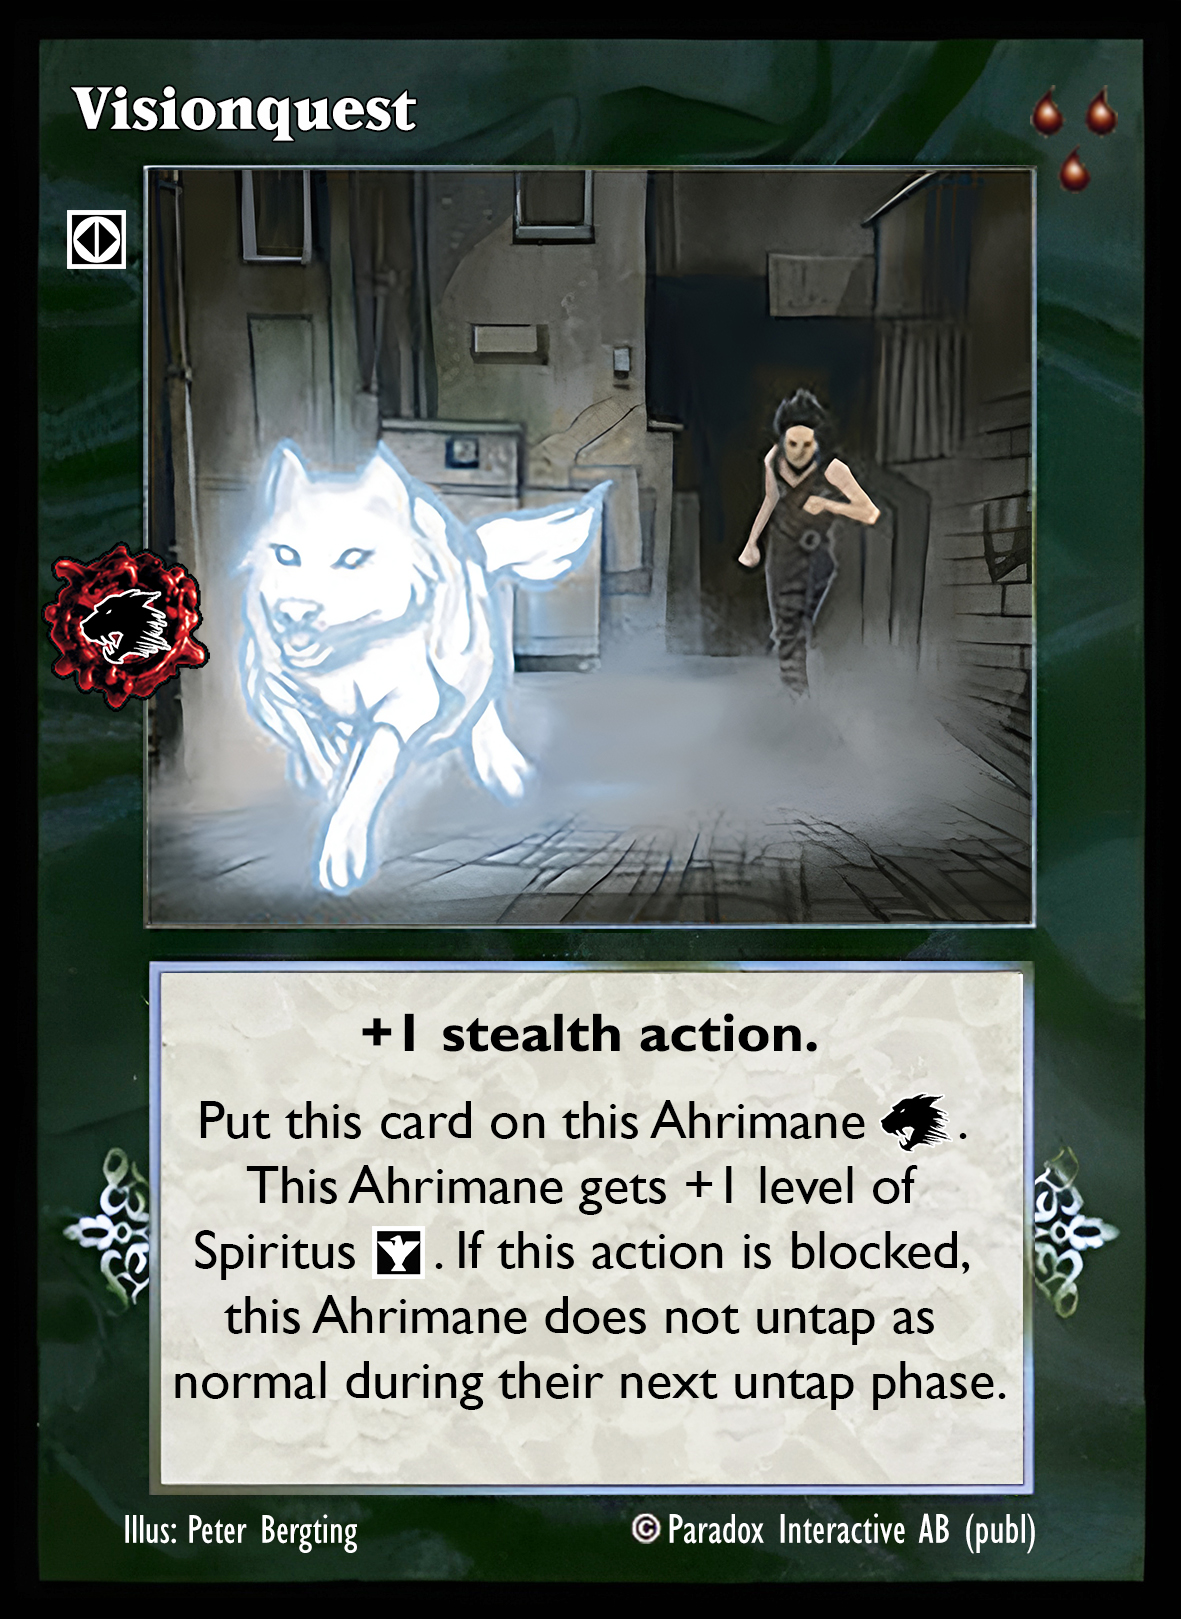 Visionquest
+1 stealth action.
Put this card on this Ahrimane .
This Ahrimane gets +1 level of
Spiritus . If this action is blocked,
this Ahrimane does not untap as
normal during their next untap phase.
Illus: Peter Bergting
© Paradox Interactive AB (publ)